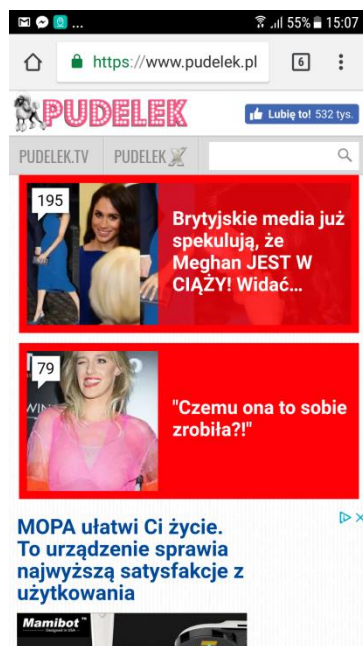 55% 15:07
https://www.pudelek.pl 6
PUDELEK
Lubię to! 532 tys.
PUDELEK.TV PUDELEK X
195
Brytyjskie media już
spekulują, że
Meghan JEST W
CIĄŻY! Widać...
79
"Czemu ona to sobie
zrobiła?!"
MOPA ułatwi Ci życie.
To urządzenie sprawia
najwyższą satysfakcje z
użytkowania
Mamibot